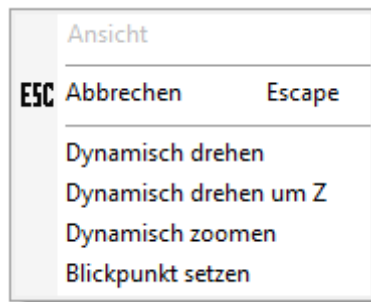 Ansicht
ESC Abbrechen Escape
Dynamisch drehen
Dynamisch drehen um Z
Dynamisch zoomen
Blickpunkt setzen